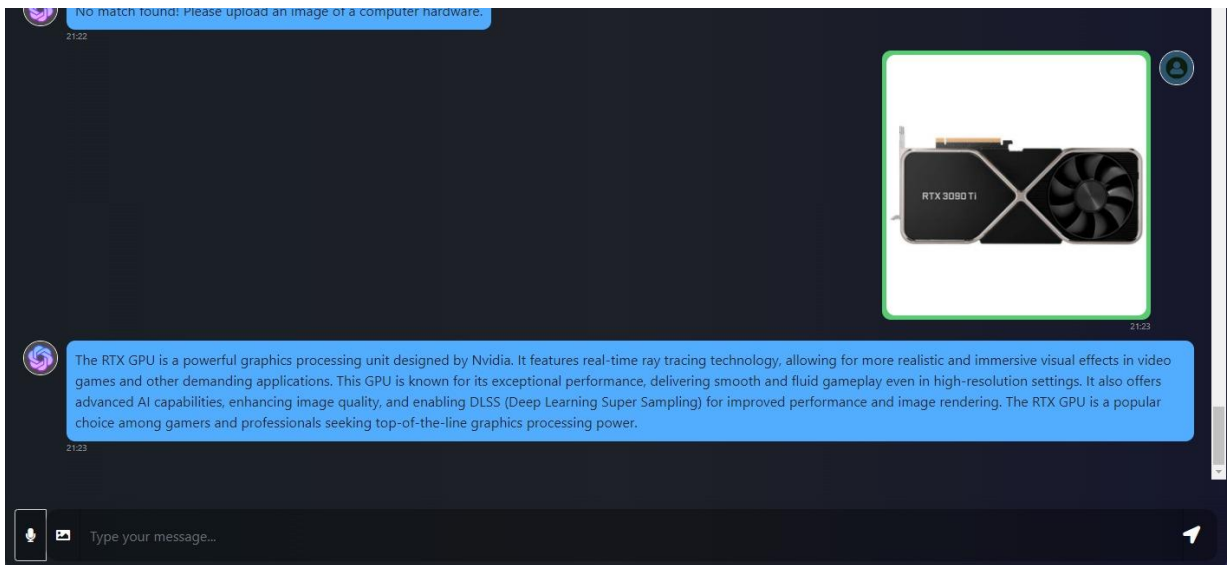 No match found! Please upload an image of a computer hardware.
21:22
RTX 3090 Ti
21:23
The RTX GPU is a powerful graphics processing unit designed by Nvidia. It features real-time ray tracing technology, allowing for more realistic and immersive visual effects in video
games and other demanding applications. This GPU is known for its exceptional performance, delivering smooth and fluid gameplay even in high-resolution settings. It also offers
advanced AI capabilities, enhancing image quality, and enabling DLSS (Deep Learning Super Sampling) for improved performance and image rendering. The RTX GPU is a popular
choice among gamers and professionals seeking top-of-the-line graphics processing power.
21:23
Type your message...